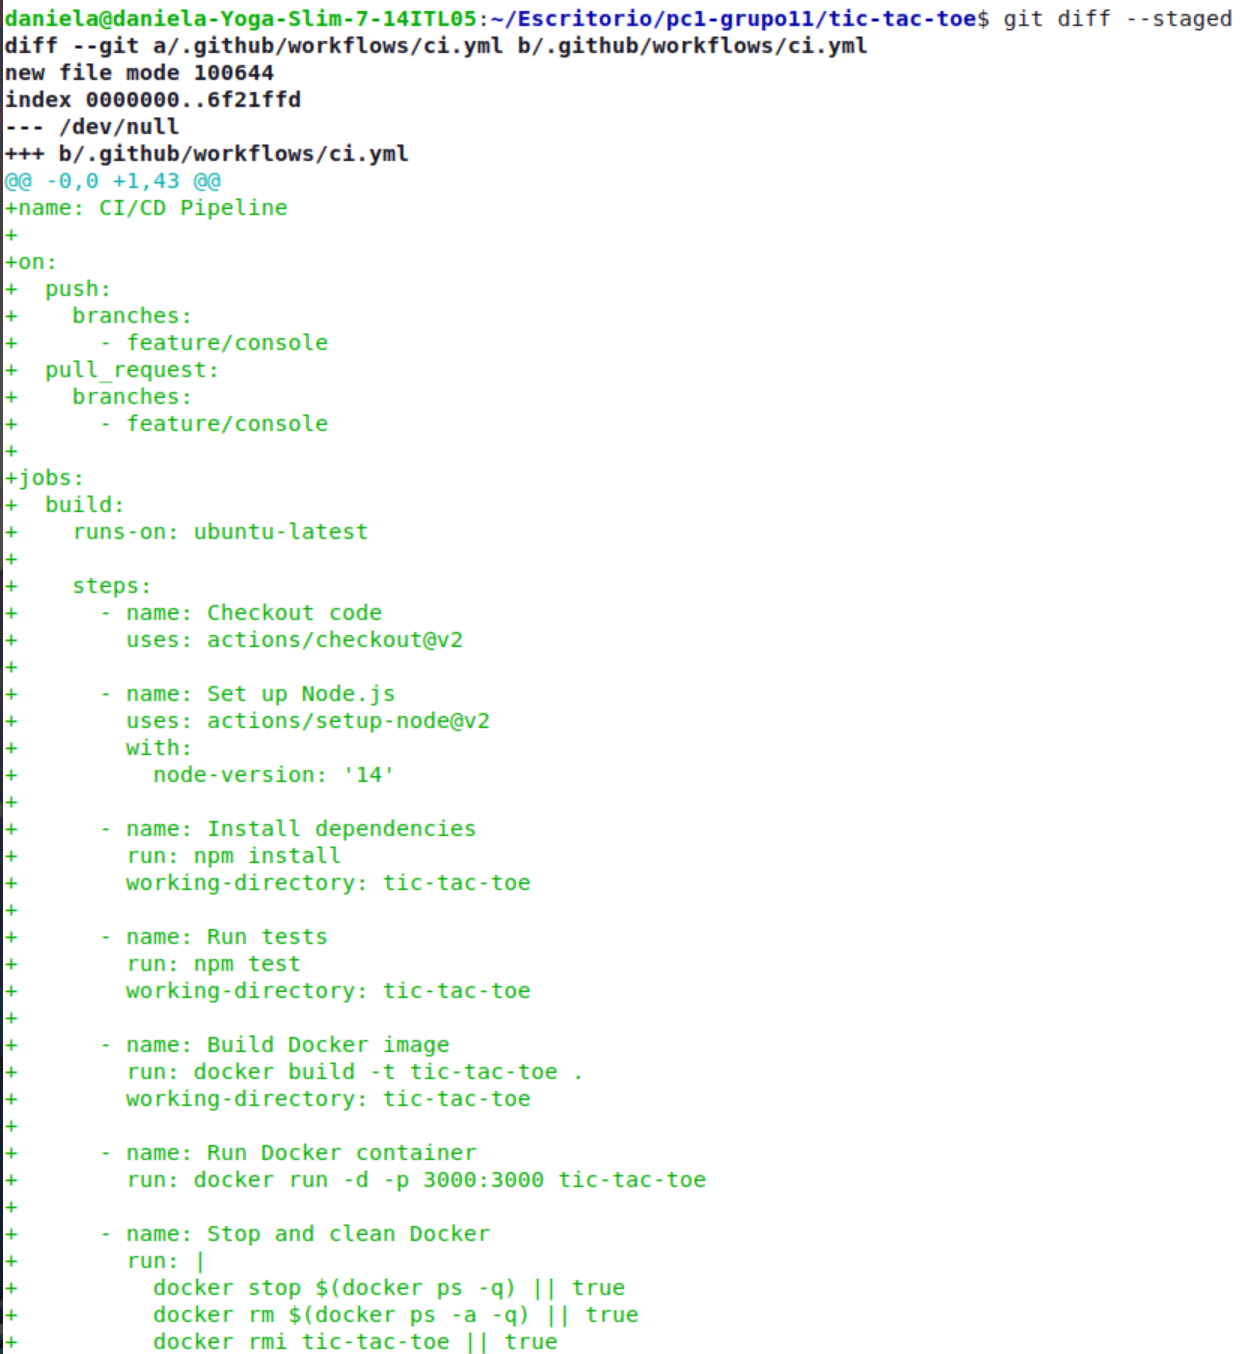 daniela@daniela-Yoga-Slim-7-14ITL05:~/Escritorio/pc1-grupo11/tic-tac-toe$ git diff --staged
diff --git a/.github/workflows/ci.yml b/.github/workflows/ci.yml
new file mode 100644
index 0000000..6f21ffd
--- /dev/null
+++ b/.github/workflows/ci.yml
@@ -0,0 +1,43 @@
+name: CI/CD Pipeline
+
+on:
+  push:
+    branches:
+      - feature/console
+  pull_request:
+    branches:
+      - feature/console
+
+jobs:
+  build:
+    runs-on: ubuntu-latest
+
+    steps:
+      - name: Checkout code
+        uses: actions/checkout@v2
+
+      - name: Set up Node.js
+        uses: actions/setup-node@v2
+        with:
+          node-version: '14'
+
+      - name: Install dependencies
+        run: npm install
+        working-directory: tic-tac-toe
+
+      - name: Run tests
+        run: npm test
+        working-directory: tic-tac-toe
+
+      - name: Build Docker image
+        run: docker build -t tic-tac-toe .
+        working-directory: tic-tac-toe
+
+      - name: Run Docker container
+        run: docker run -d -p 3000:3000 tic-tac-toe
+
+      - name: Stop and clean Docker
+        run: |
+          docker stop $(docker ps -q) || true
+          docker rm $(docker ps -a -q) || true
+          docker rmi tic-tac-toe || true